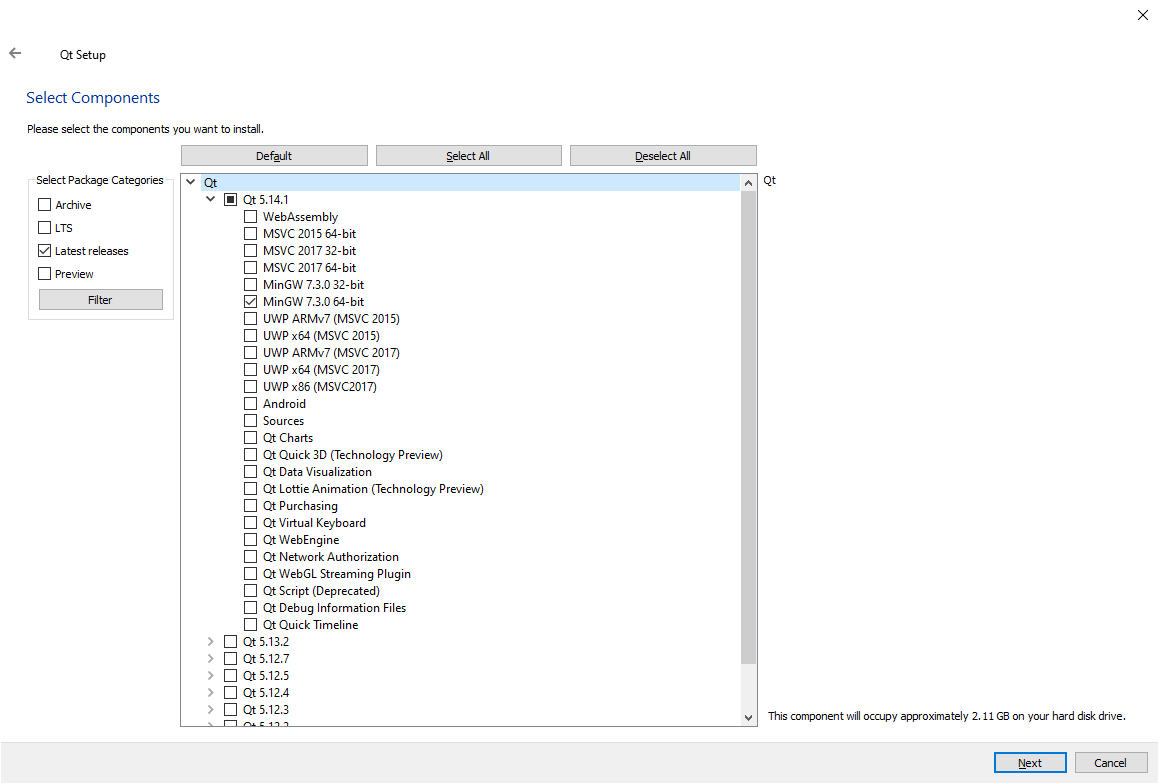 Qt Setup
Select Components
Please select the components you want to install.
Default
Select All
Deselect All
Select Package Categories
Archive
LTS
Latest releases
Preview
Filter
Qt
Qt 5.14.1
WebAssembly
MSVC 2015 64-bit
MSVC 2017 32-bit
MSVC 2017 64-bit
MinGW 7.3.0 32-bit
MinGW 7.3.0 64-bit
UWP ARMv7 (MSVC 2015)
UWP x64 (MSVC 2015)
UWP ARMv7 (MSVC 2017)
UWP x64 (MSVC 2017)
UWP x86 (MSVC2017)
Android
Sources
Qt Charts
Qt Quick 3D (Technology Preview)
Qt Data Visualization
Qt Lottie Animation (Technology Preview)
Qt Purchasing
Qt Virtual Keyboard
Qt WebEngine
Qt Network Authorization
Qt WebGL Streaming Plugin
Qt Script (Deprecated)
Qt Debug Information Files
Qt Quick Timeline
Qt 5.13.2
Qt 5.12.7
Qt 5.12.5
Qt 5.12.4
Qt 5.12.3
Qt
This component will occupy approximately 2.11 GB on your hard disk drive.
Next
Cancel